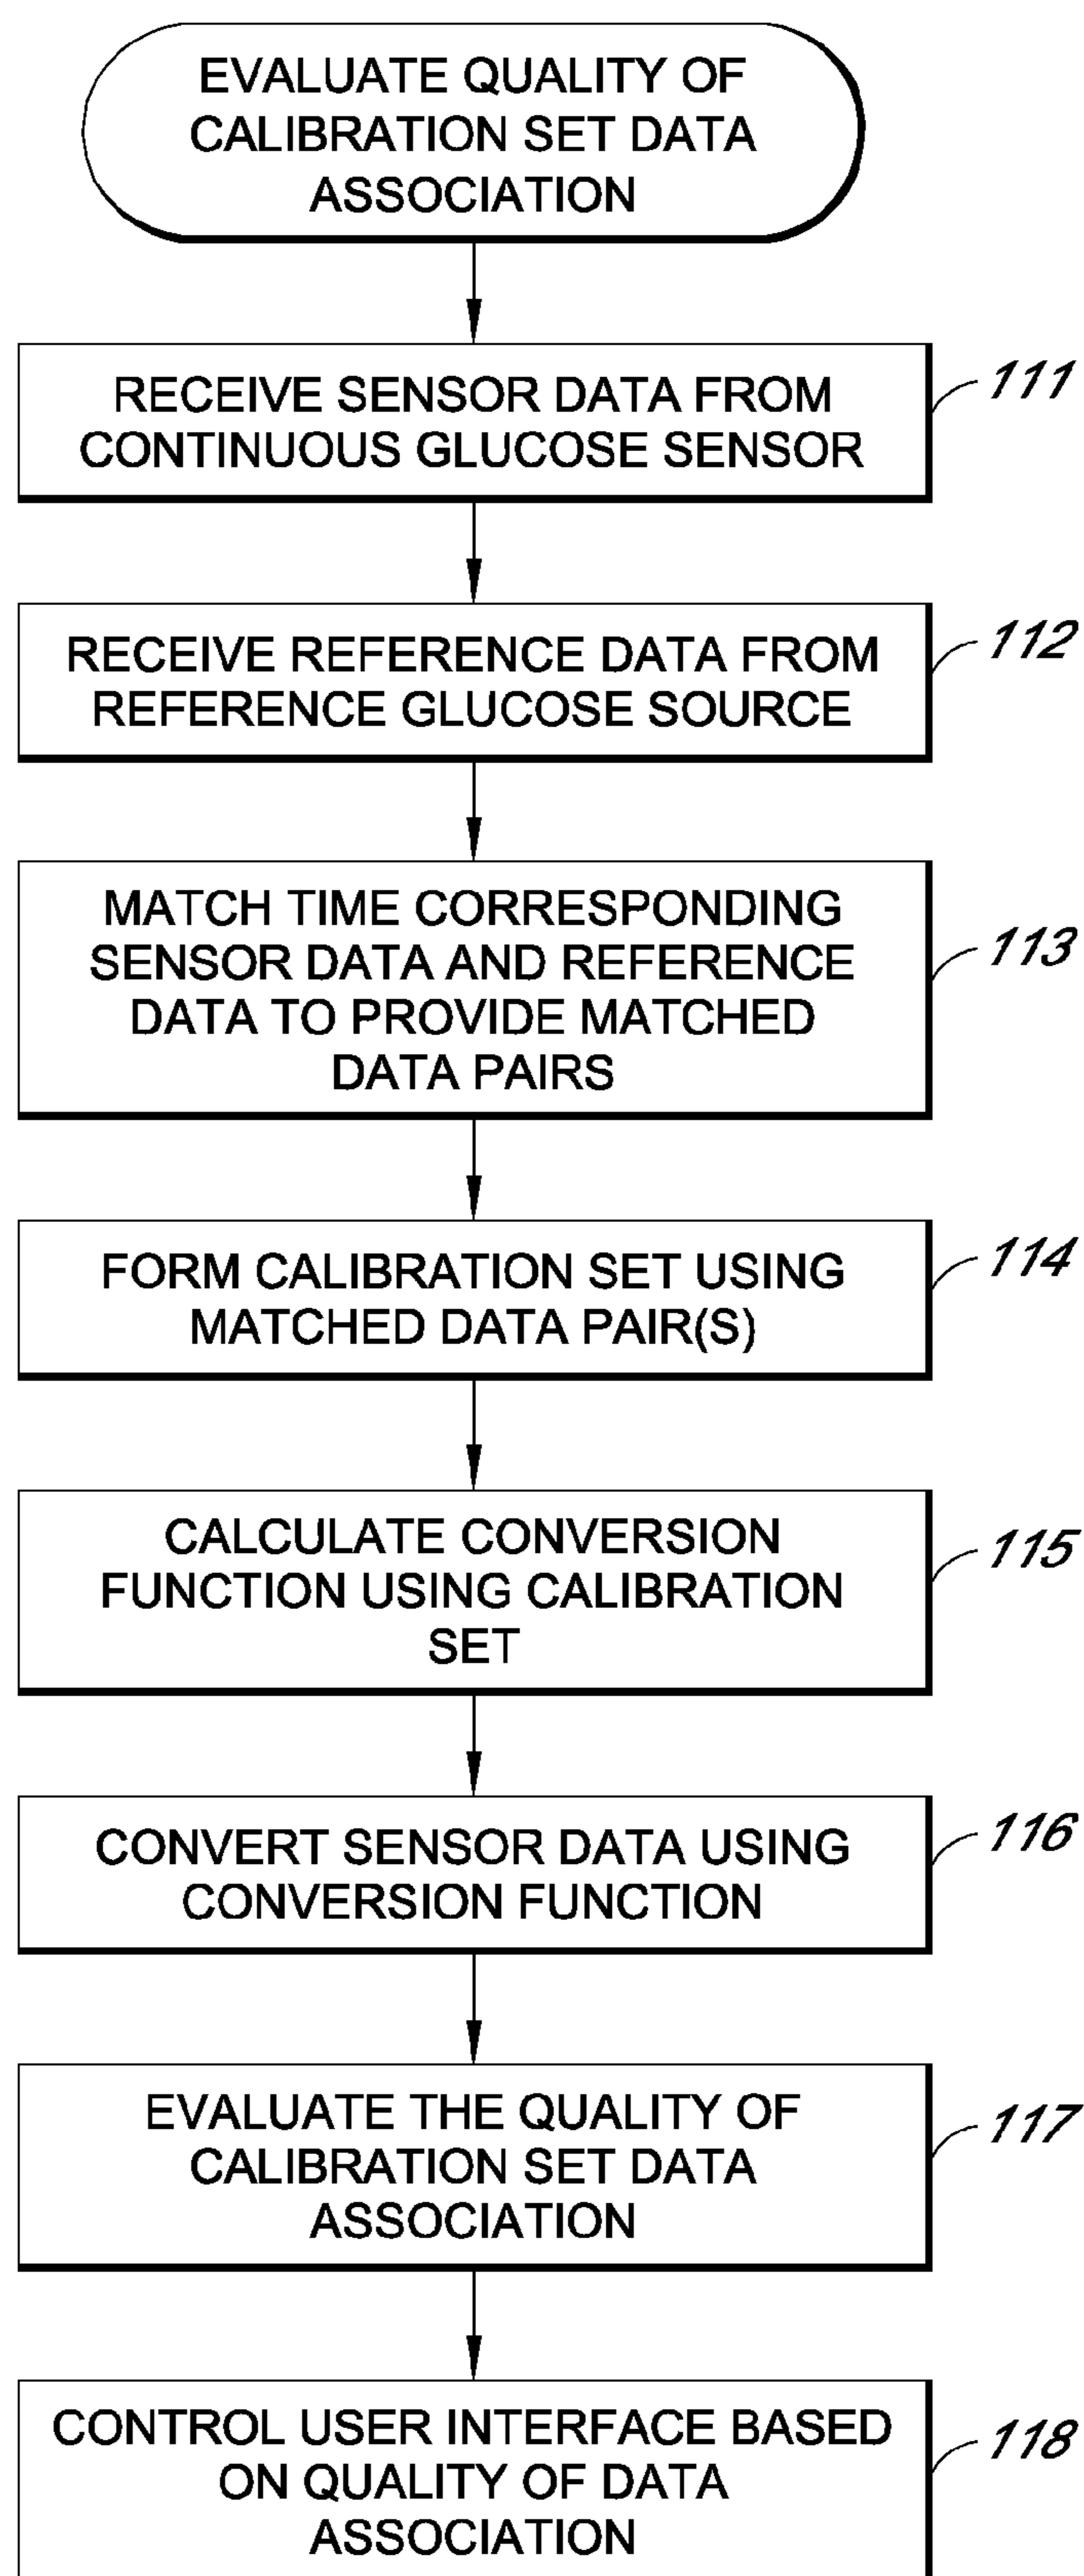 EVALUATE QUALITY OF
CALIBRATION SET DATA
ASSOCIATION
RECEIVE SENSOR DATA FROM
CONTINUOUS GLUCOSE SENSOR
111
RECEIVE REFERENCE DATA FROM
REFERENCE GLUCOSE SOURCE
112
MATCH TIME CORRESPONDING
SENSOR DATA AND REFERENCE
DATA TO PROVIDE MATCHED
DATA PAIRS
113
FORM CALIBRATION SET USING
MATCHED DATA PAIR(S)
114
CALCULATE CONVERSION
FUNCTION USING CALIBRATION
SET
115
CONVERT SENSOR DATA USING
CONVERSION FUNCTION
116
EVALUATE THE QUALITY OF
CALIBRATION SET DATA
ASSOCIATION
117
CONTROL USER INTERFACE BASED
ON QUALITY OF DATA
ASSOCIATION
118